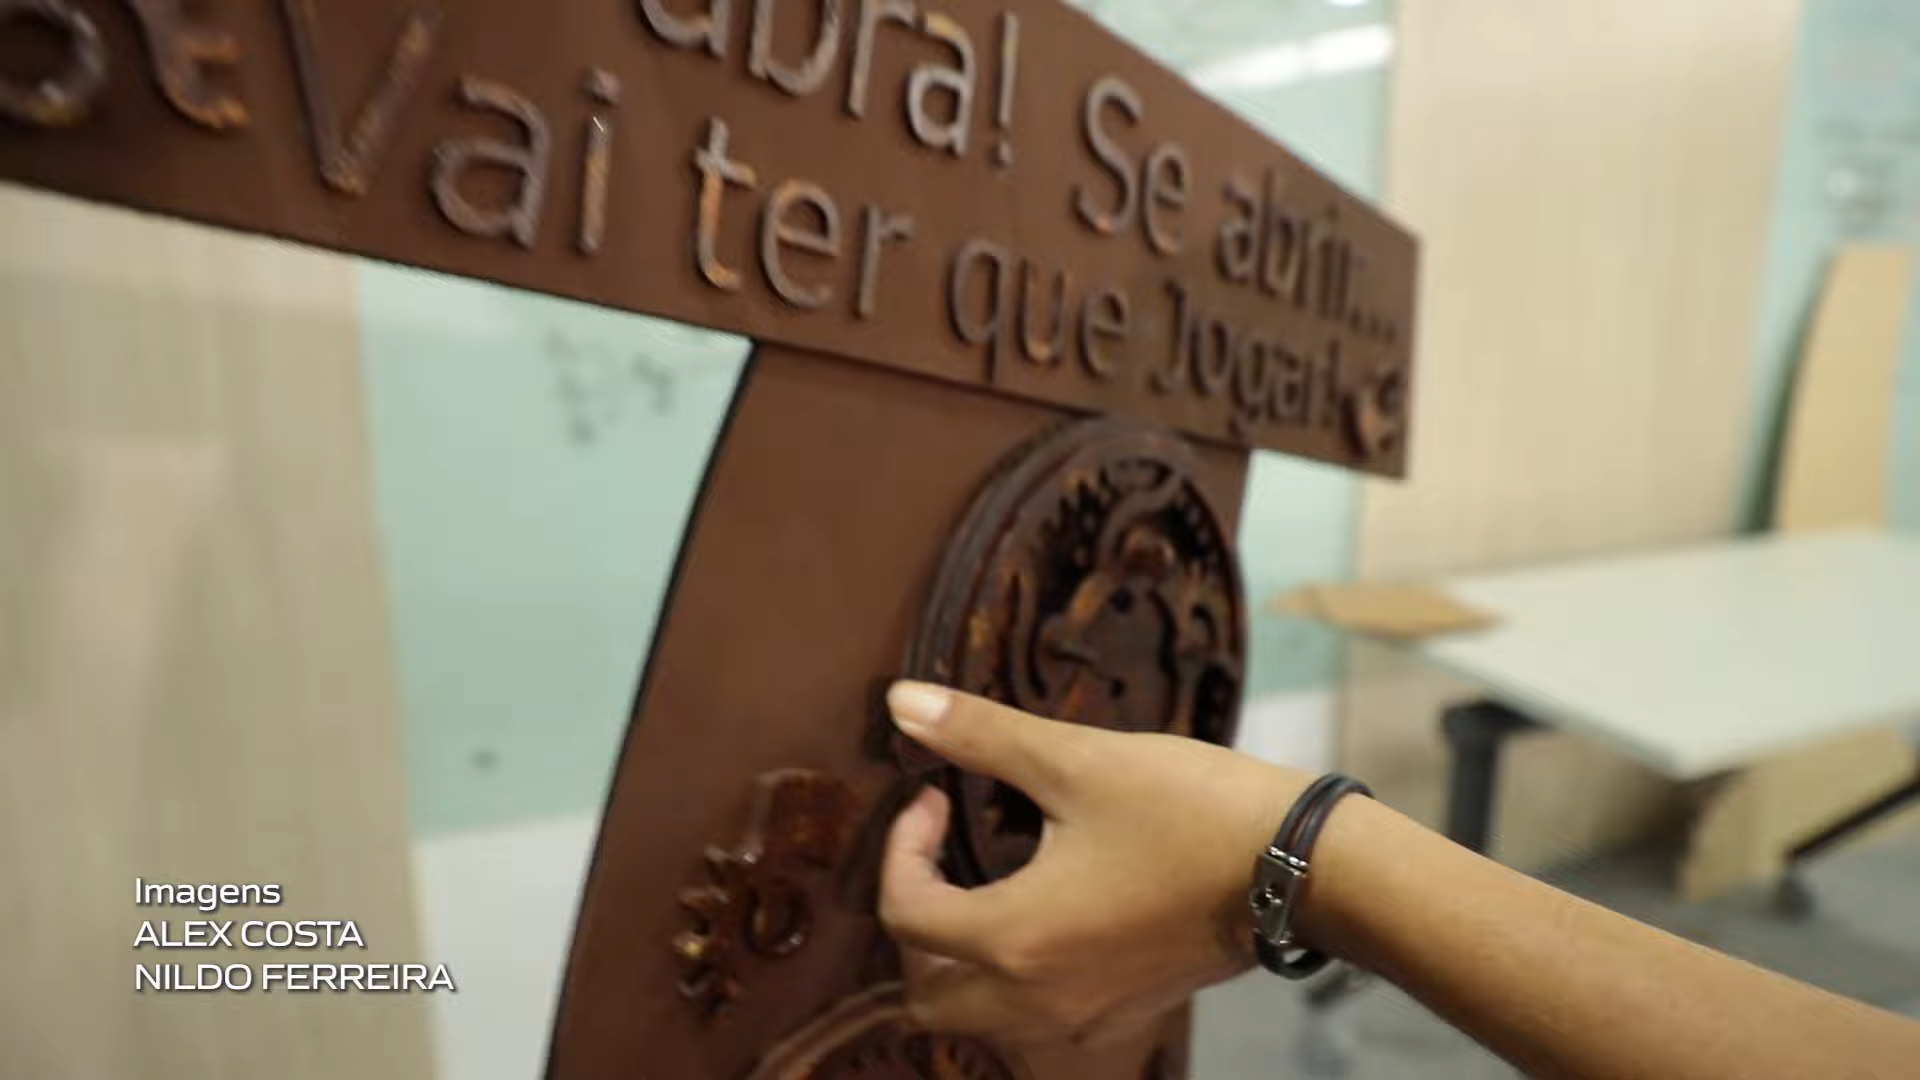 abra! Se abrir...
Vai ter que Jogar!
Imagens
ALEX COSTA
NILDO FERREIRA